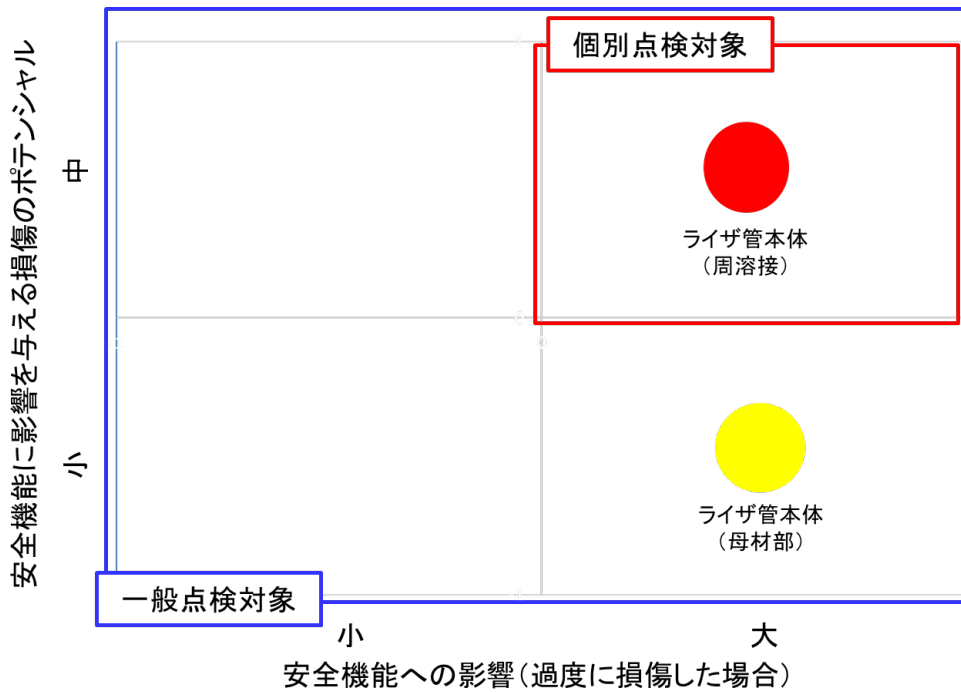 個別点検対象
安全機能に影響を与える損傷のポテンシャル
中
ライザ管本体
（周溶接）
小
ライザ管本体
（母材部）
一般点検対象
小
大
安全機能への影響（過度に損傷した場合）